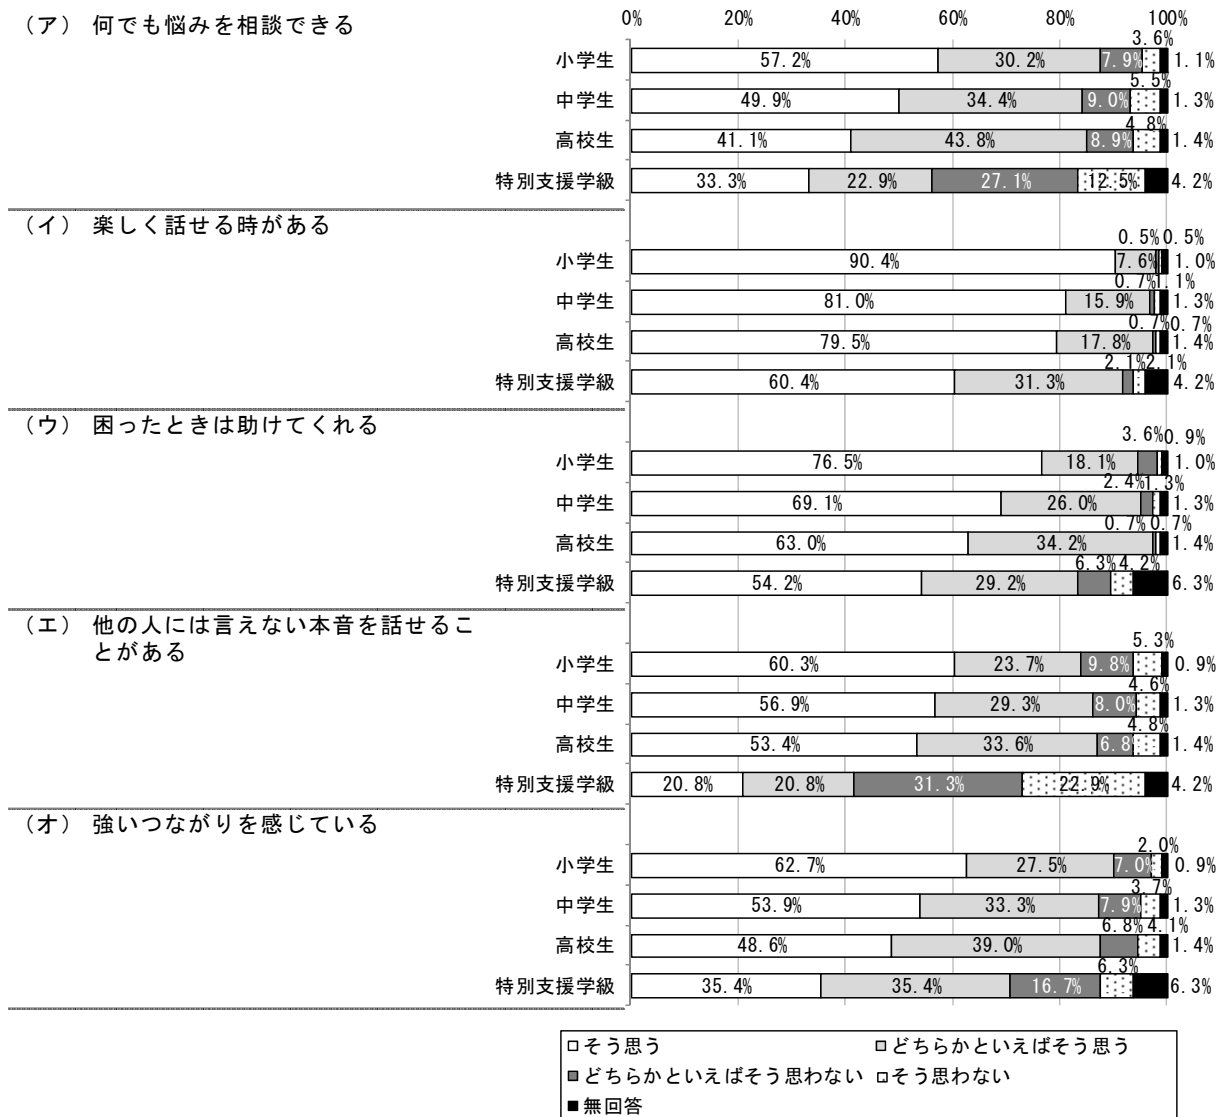 0% 20% 40% 60% 80% 100%
（ア） 何でも悩みを相談できる
3.6%
小学生 57.2% 30.2% 7.9% 1.1%
5.5%
中学生 49.9% 34.4% 9.0% 1.3%
4.8%
高校生 41.1% 43.8% 8.9% 1.4%
特別支援学級 33.3% 22.9% 27.1% 12.5% 4.2%
（イ） 楽しく話せる時がある
0.5% 0.5%
小学生 90.4% 7.6% 1.0%
0.7% 1.1%
中学生 81.0% 15.9% 1.3%
0.7% 0.7%
高校生 79.5% 17.8% 1.4%
2.1% 2.1%
特別支援学級 60.4% 31.3% 4.2%
（ウ） 困ったときは助けてくれる
3.6% 0.9%
小学生 76.5% 18.1% 1.0%
2.4% 1.3%
中学生 69.1% 26.0% 1.3%
0.7% 0.7%
高校生 63.0% 34.2% 1.4%
6.3% 4.2%
特別支援学級 54.2% 29.2% 6.3%
（エ） 他の人には言えない本音を話せるこ
とがある
5.3%
小学生 60.3% 23.7% 9.8% 0.9%
4.6%
中学生 56.9% 29.3% 8.0% 1.3%
4.8%
高校生 53.4% 33.6% 6.8 1.4%
特別支援学級 20.8% 20.8% 31.3% 22.9% 4.2%
（オ） 強いつながりを感じている
2.0%
小学生 62.7% 27.5% 7.0% 0.9%
3.7%
中学生 53.9% 33.3% 7.9% 1.3%
6.8% 4.1%
高校生 48.6% 39.0% 1.4%
6.3%
特別支援学級 35.4% 35.4% 16.7% 6.3%
そう思う どちらかといえばそう思う
どちらかといえばそう思わない そう思わない
無回答